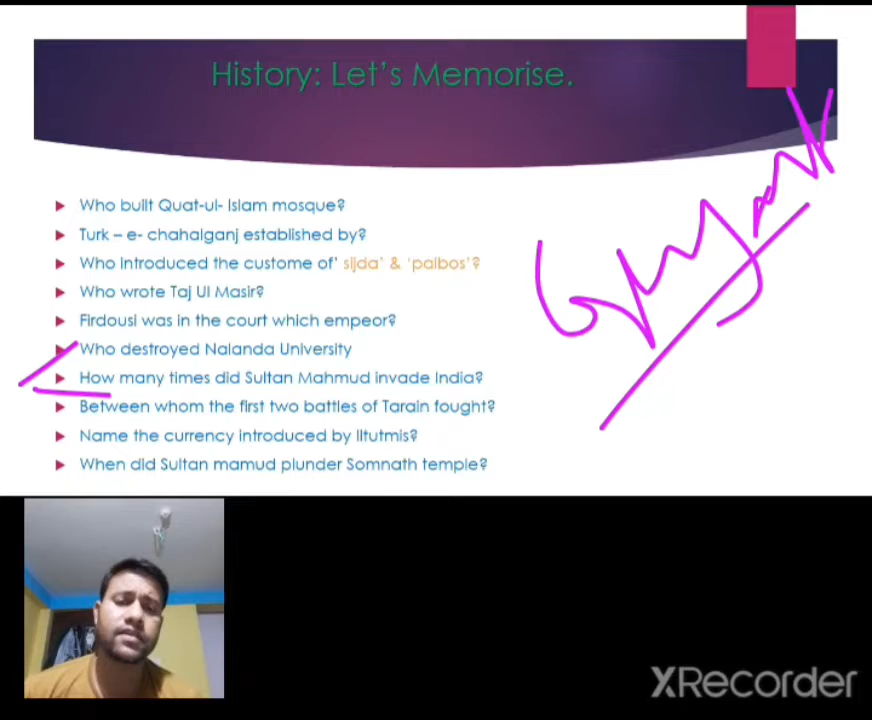 History: Let's Memorise.
Who built Quat-ul- Islam mosque?
Turk – e- chahalganj established by?
Who introduced the custome of' sijda' & 'paibos'?
Who wrote Taj Ul Masir?
Firdousi was in the court which empeor?
Who destroyed Nalanda University
How many times did Sultan Mahmud invade India?
Between whom the first two battles of Tarain fought?
Name the currency introduced by Iltutmis?
When did Sultan mamud plunder Somnath temple?
XRecorder